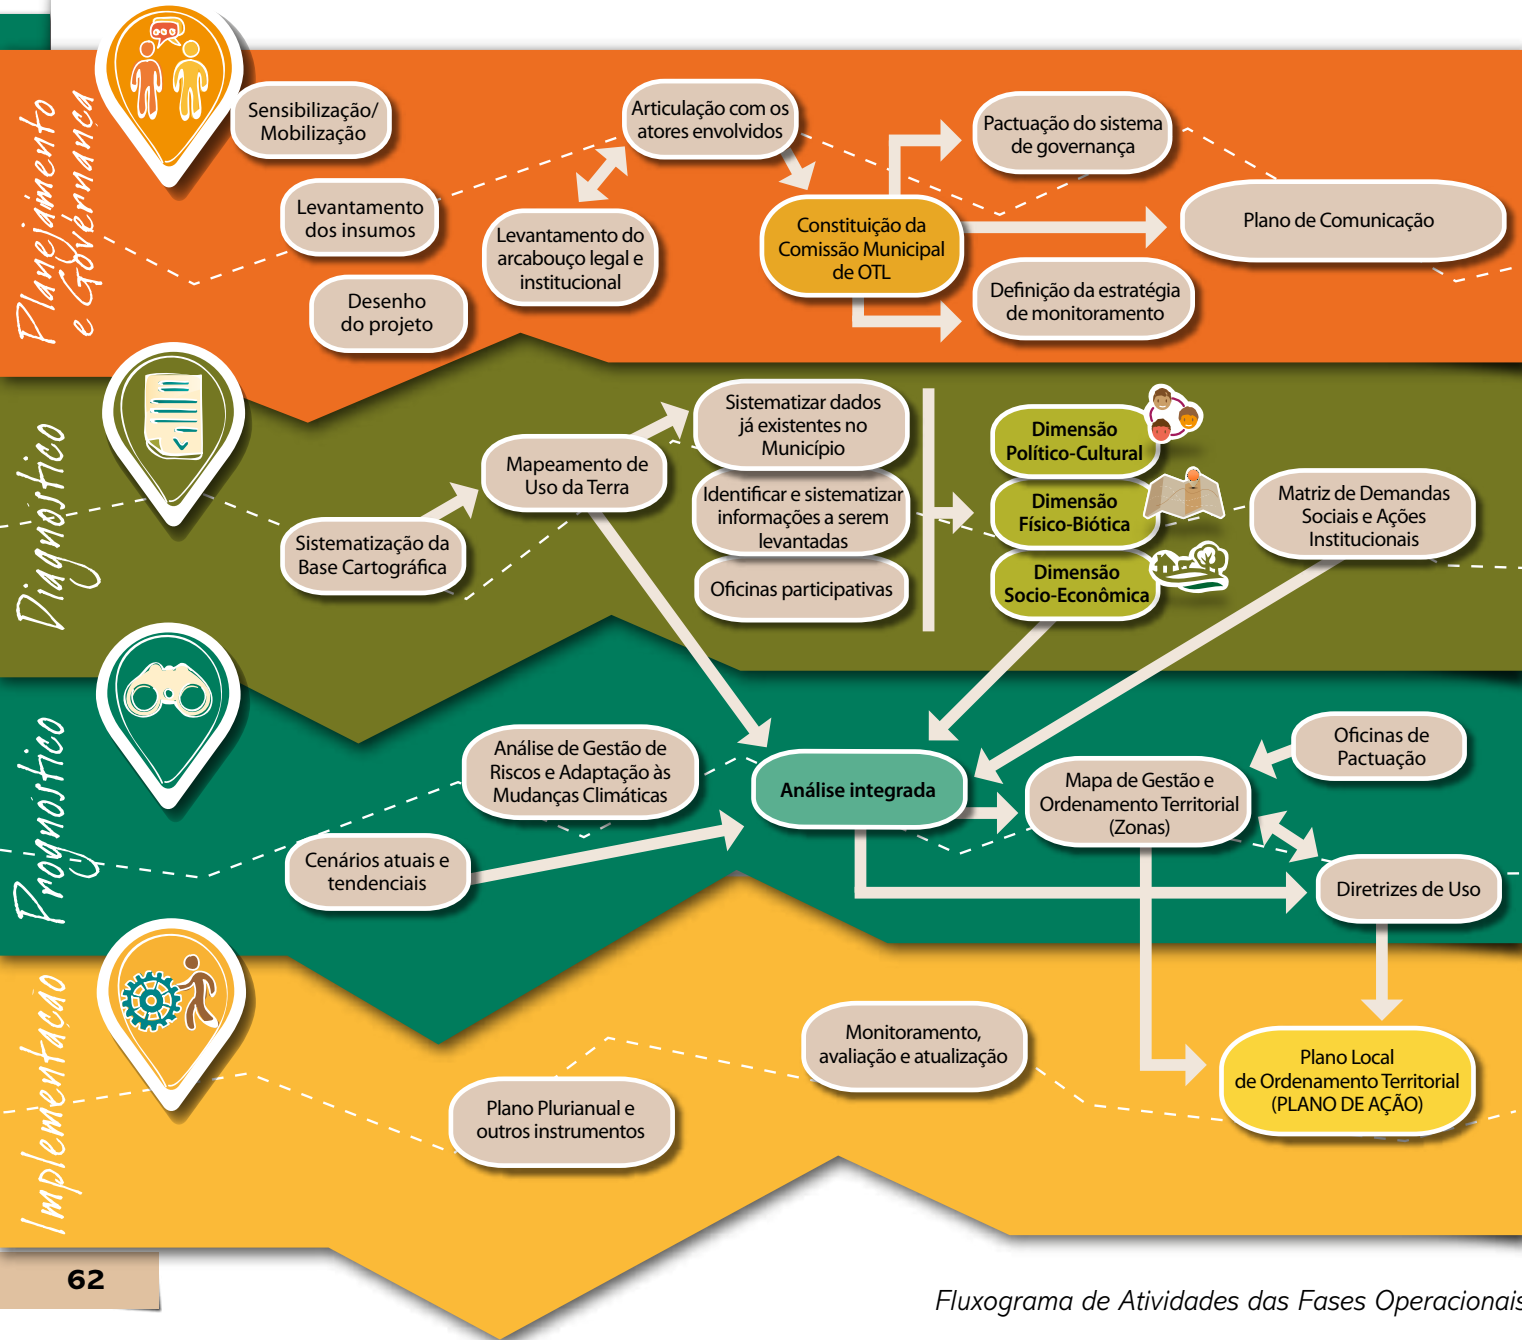 Planejamento
e Governança
Sensibilização/
Mobilização
Levantamento
dos insumos
Desenho
do projeto
Articulação com os
atores envolvidos
Levantamento do
arcabouço legal e
institucional
Constituição da
Comissão Municipal
de OTL
Pactuação do sistema
de governança
Plano de Comunicação
Definição da estratégia
de monitoramento
Diagnóstico
Sistematização da
Base Cartográfica
Mapeamento de
Uso da Terra
Sistematizar dados
já existentes no
Município
Identificar e sistematizar
informações a serem
levantadas
Oficinas participativas
Dimensão
Político-Cultural
Dimensão
Físico-Biótica
Dimensão
Socio-Econômica
Matriz de Demandas
Sociais e Ações
Institucionais
Prognóstico
Análise de Gestão de
Riscos e Adaptação às
Mudanças Climáticas
Cenários atuais e
tendenciais
Análise integrada
Mapa de Gestão e
Ordenamento Territorial
(Zonas)
Oficinas de
Pactuação
Diretrizes de Uso
Implementação
Plano Plurianual e
outros instrumentos
Monitoramento,
avaliação e atualização
Plano Local
de Ordenamento Territorial
(PLANO DE AÇÃO)
62
Fluxograma de Atividades das Fases Operacionais